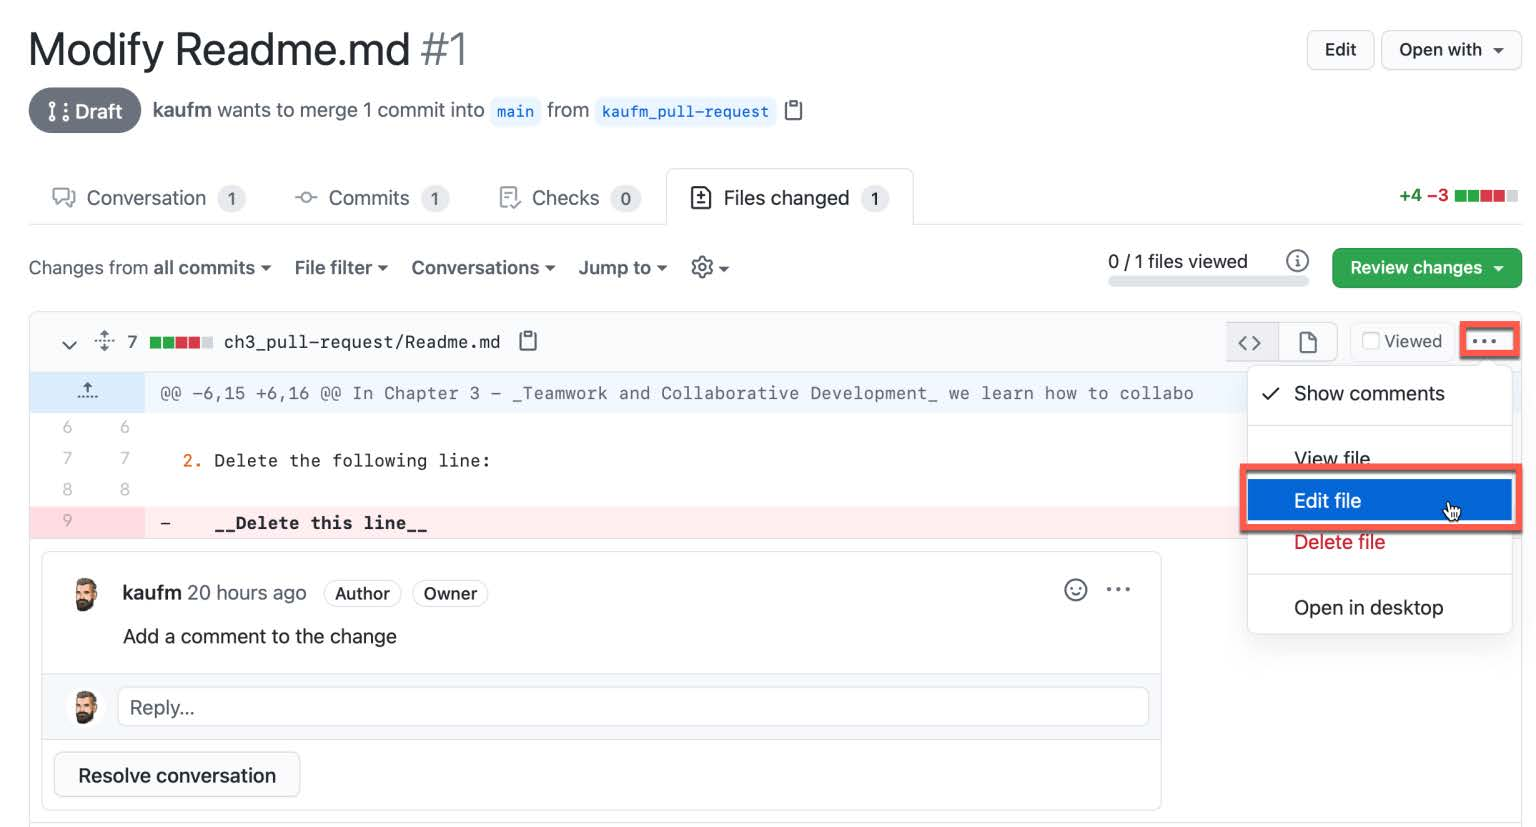 Modify Readme.md #1
Edit
Open with
Draft
kaufm wants to merge 1 commit into main from kaufm_pull-request
Conversation 1
Commits 1
Checks 0
Files changed 1
+4 −3
Changes from all commits
File filter
Conversations
Jump to
0 / 1 files viewed
Review changes
7
ch3_pull-request/Readme.md
Viewed
@@ -6,15 +6,16 @@ In Chapter 3 – _Teamwork and Collaborative Development_ we learn how to collabo
6 6
7 7 2. Delete the following line:
8 8
9 - __Delete this line__
Show comments
View file
Edit file
Delete file
Open in desktop
kaufm 20 hours ago Author Owner
Add a comment to the change
Reply...
Resolve conversation